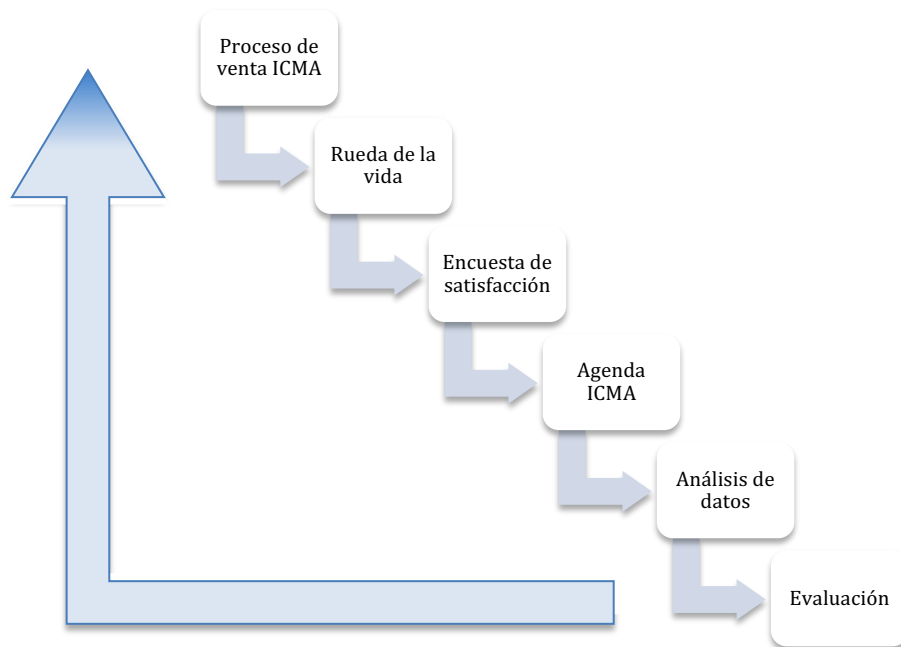 Proceso de
venta ICMA
Rueda de la
vida
Encuesta de
satisfacción
Agenda
ICMA
Análisis de
datos
Evaluación